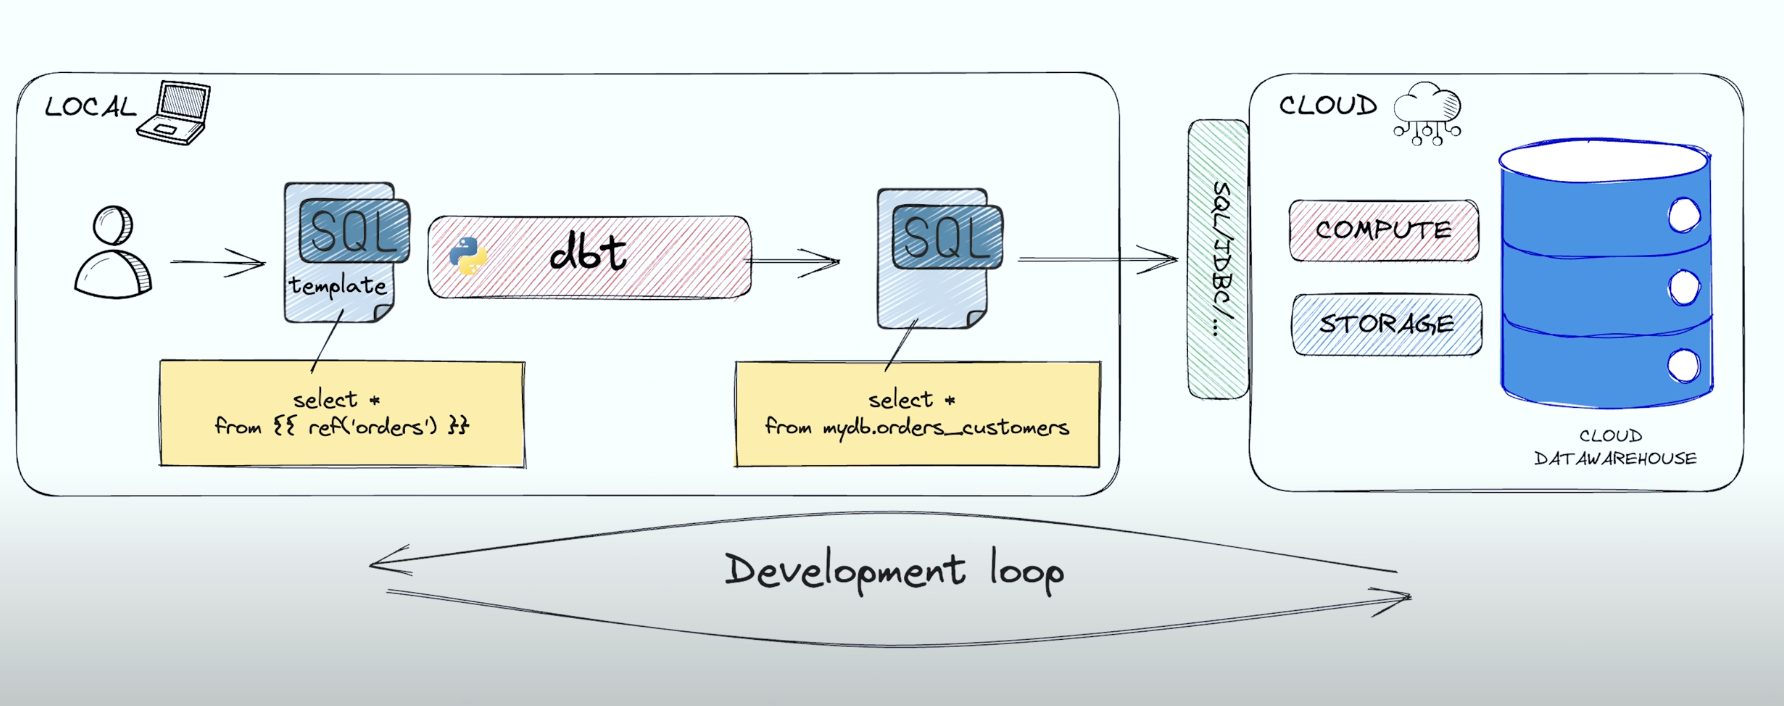 LOCAL
CLOUD
SQL
template
dbt
SQL
SQL/JDBC/...
COMPUTE
STORAGE
select *
from {{ ref('orders') }}
select *
from mydb.orders_customers
CLOUD
DATAWAREHOUSE
Development loop